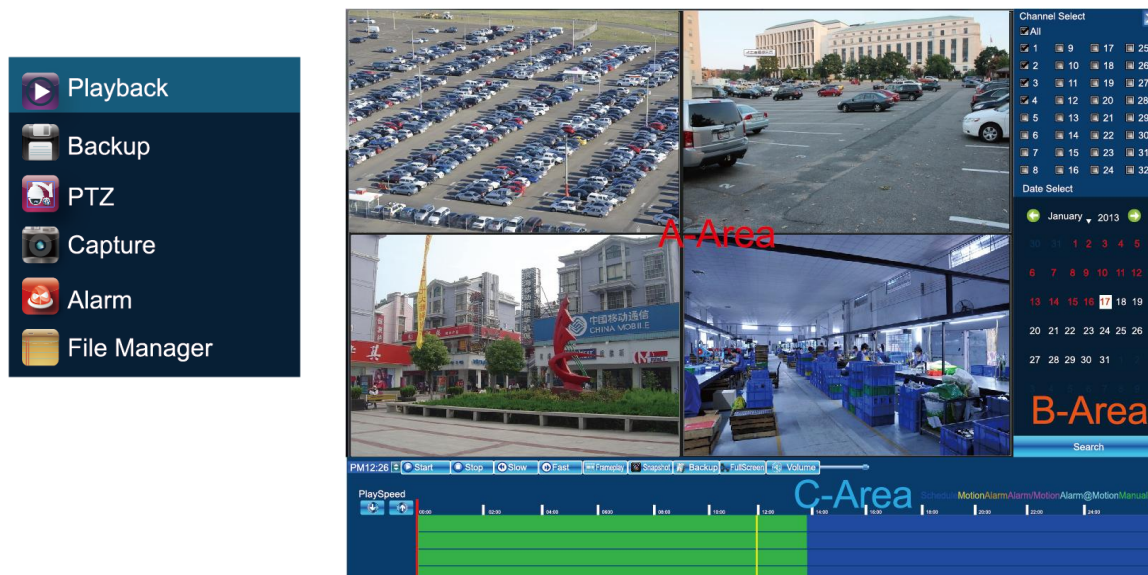 Playback
Backup
PTZ
Capture
Alarm
File Manager
A-Area
中国移动通信
CHINA MOBILE
Channel Select
All
1 9 17 25
2 10 18 26
3 11 19 27
4 12 20 28
5 13 21 29
6 14 22 30
7 15 23 31
8 16 24 32
Date Select
January 2013
30 31 1 2 3 4 5
6 7 8 9 10 11 12
13 14 15 16 17 18 19
20 21 22 23 24 25 26
27 28 29 30 31
B-Area
Search
PM12:26 Start Stop Slow Fast Frameplay Snapshot Backup FullScreen Volume
C-Area
Schedule MotionAlarm Alarm/Motion Alarm@Motion Manual
PlaySpeed
00:00 02:00 04:00 06:00 08:00 10:00 12:00 14:00 16:00 18:00 20:00 22:00 24:00